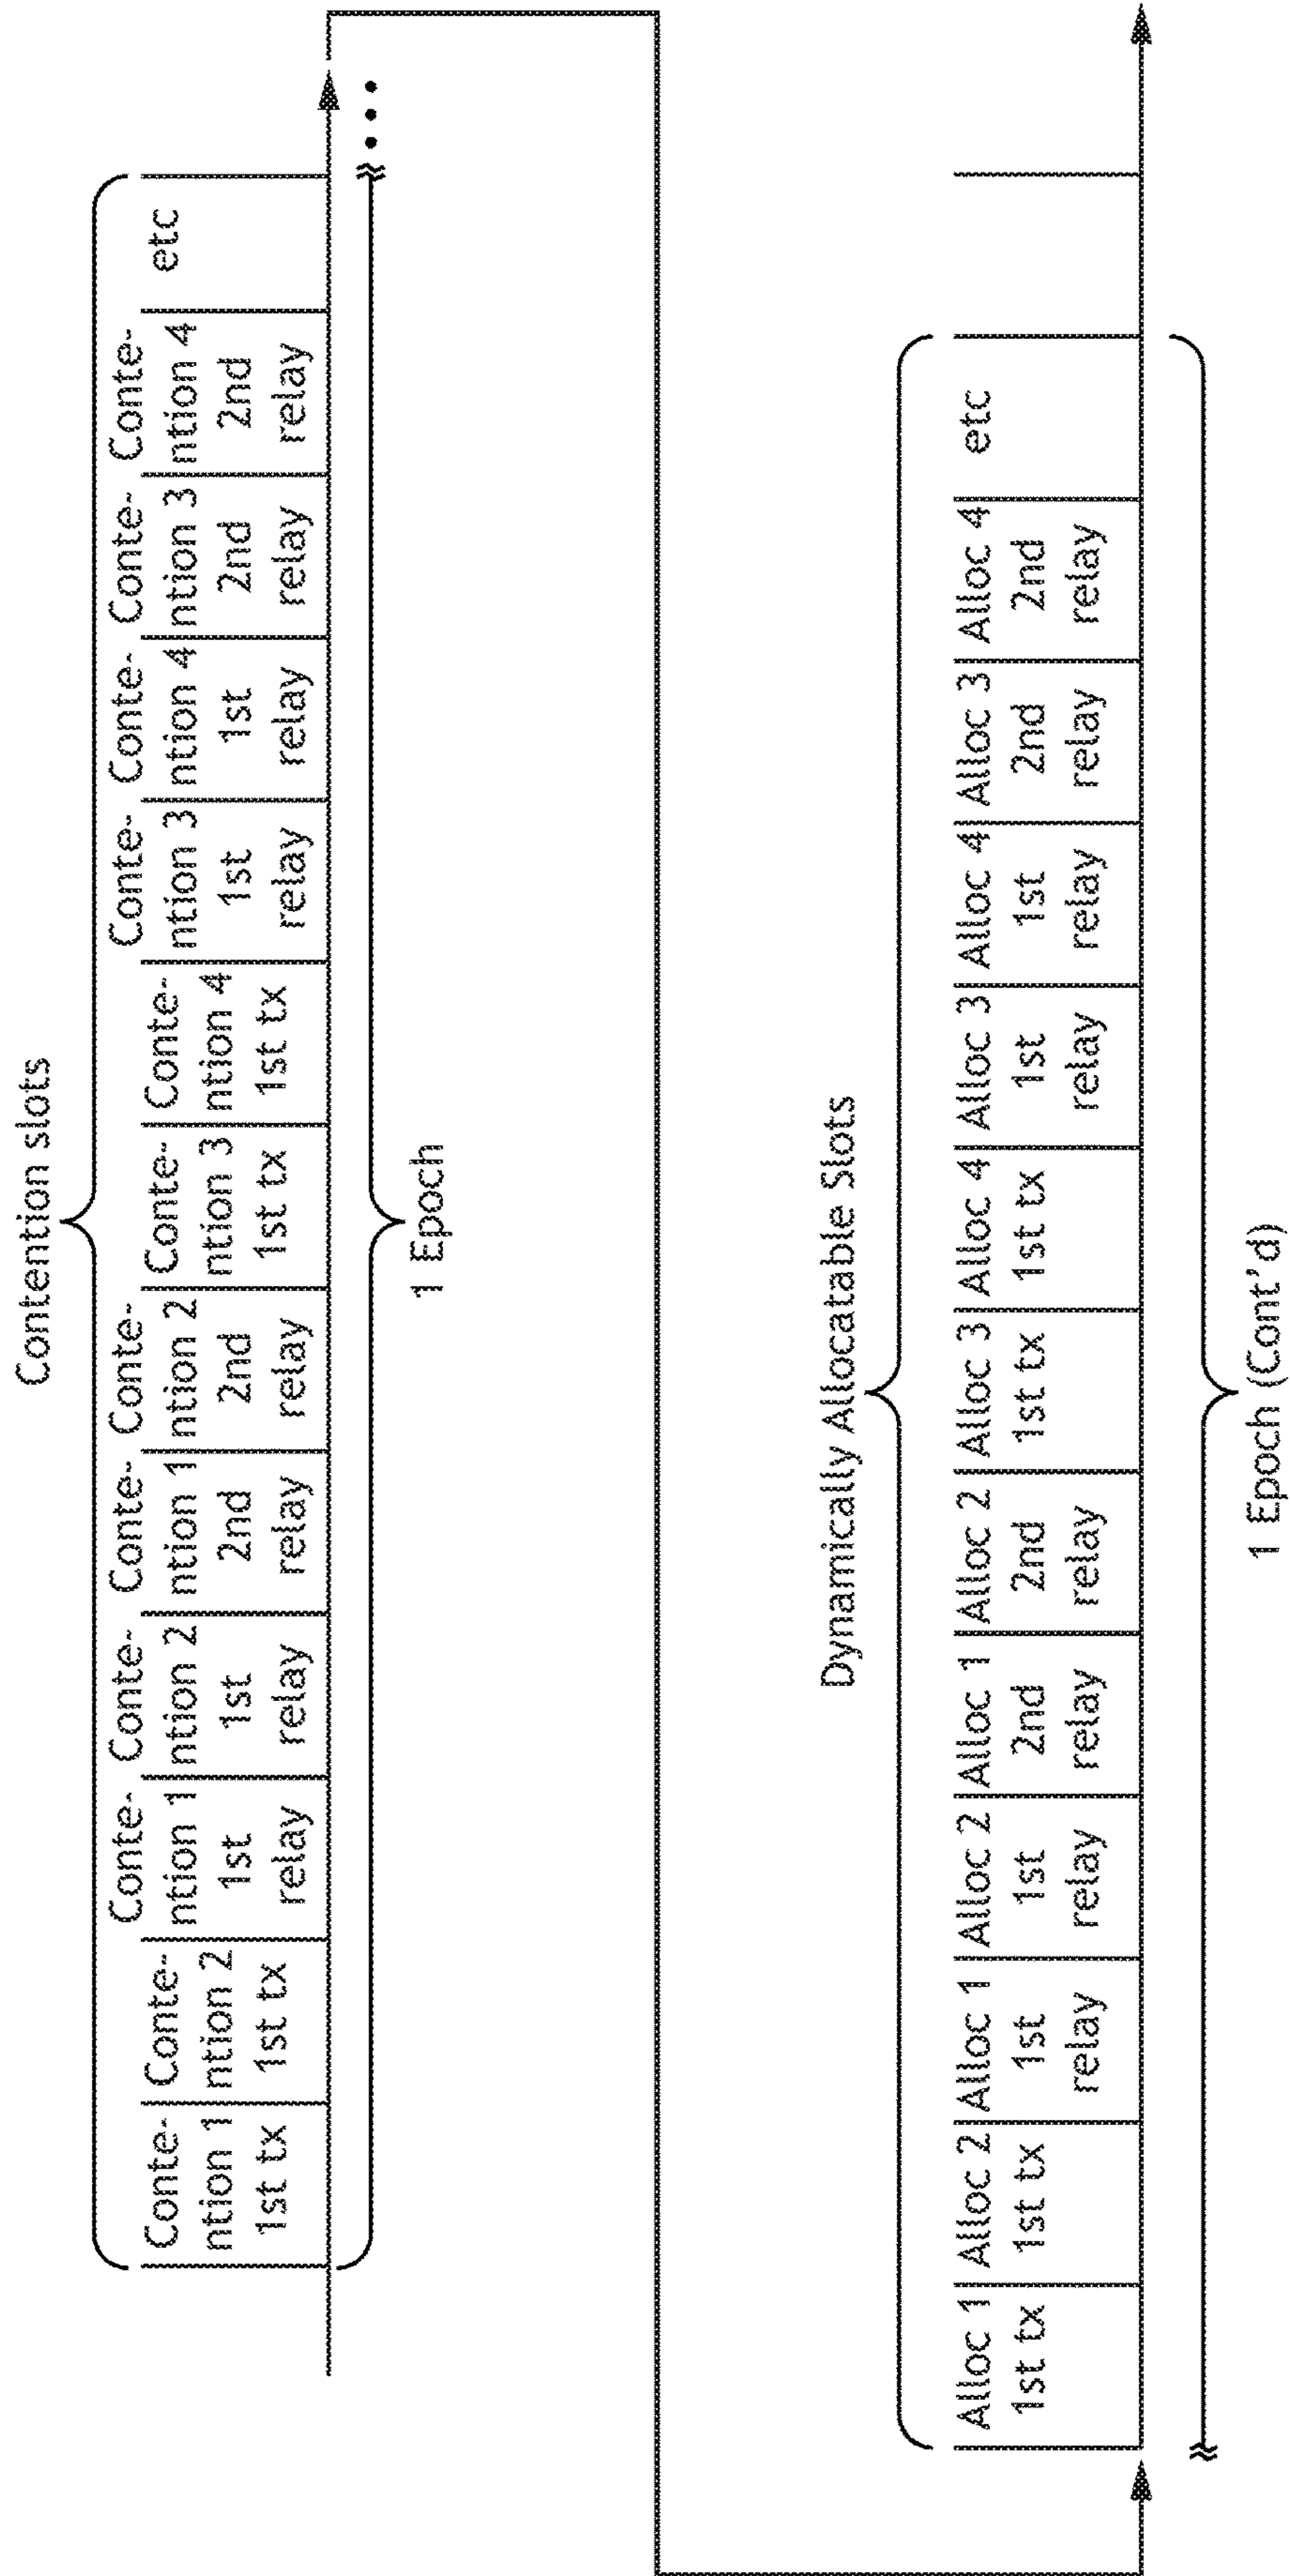 Contention slots
Conte-
ntion 1
1st tx
Conte-
ntion 2
1st tx
Conte-
ntion 1
1st
relay
Conte-
ntion 2
1st
relay
Conte-
ntion 1
2nd
relay
Conte-
ntion 2
2nd
relay
Conte-
ntion 3
1st tx
Conte-
ntion 4
1st tx
Conte-
ntion 3
1st
relay
Conte-
ntion 4
1st
relay
Conte-
ntion 3
2nd
relay
Conte-
ntion 4
2nd
relay
etc
1 Epoch
Dynamically Allocatable Slots
Alloc 1
1st tx
Alloc 2
1st tx
Alloc 1
1st
relay
Alloc 2
1st
relay
Alloc 1
2nd
relay
Alloc 2
2nd
relay
Alloc 3
1st tx
Alloc 4
1st tx
Alloc 3
1st
relay
Alloc 4
1st
relay
Alloc 3
2nd
relay
Alloc 4
2nd
relay
etc
1 Epoch (Cont'd)